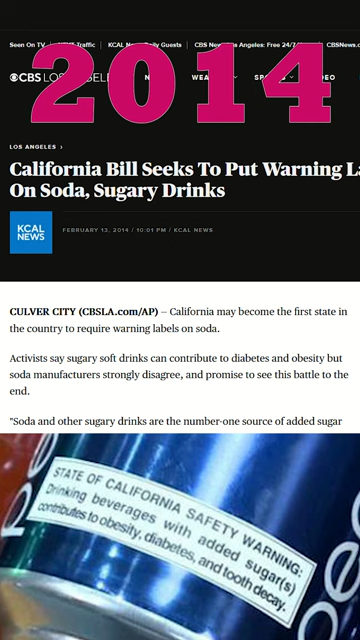 Seen On TV
Traffic
KCAL
Daily Guests
CBS
Angeles: Free 24/7
CBSNews.c
2014
CBS LOS
N
WEA
SP
DEO
LOS ANGELES >
California Bill Seeks To Put Warning La
On Soda, Sugary Drinks
KCAL
NEWS
FEBRUARY 13, 2014 / 10:01 PM / KCAL NEWS
CULVER CITY (CBSLA.com/AP) – California may become the first state in
the country to require warning labels on soda.
Activists say sugary soft drinks can contribute to diabetes and obesity but
soda manufacturers strongly disagree, and promise to see this battle to the
end.
"Soda and other sugary drinks are the number-one source of added sugar
STATE OF CALIFORNIA SAFETY WARNING:
Drinking beverages with added sugar(s)
contributes to obesity, diabetes, and tooth decay.